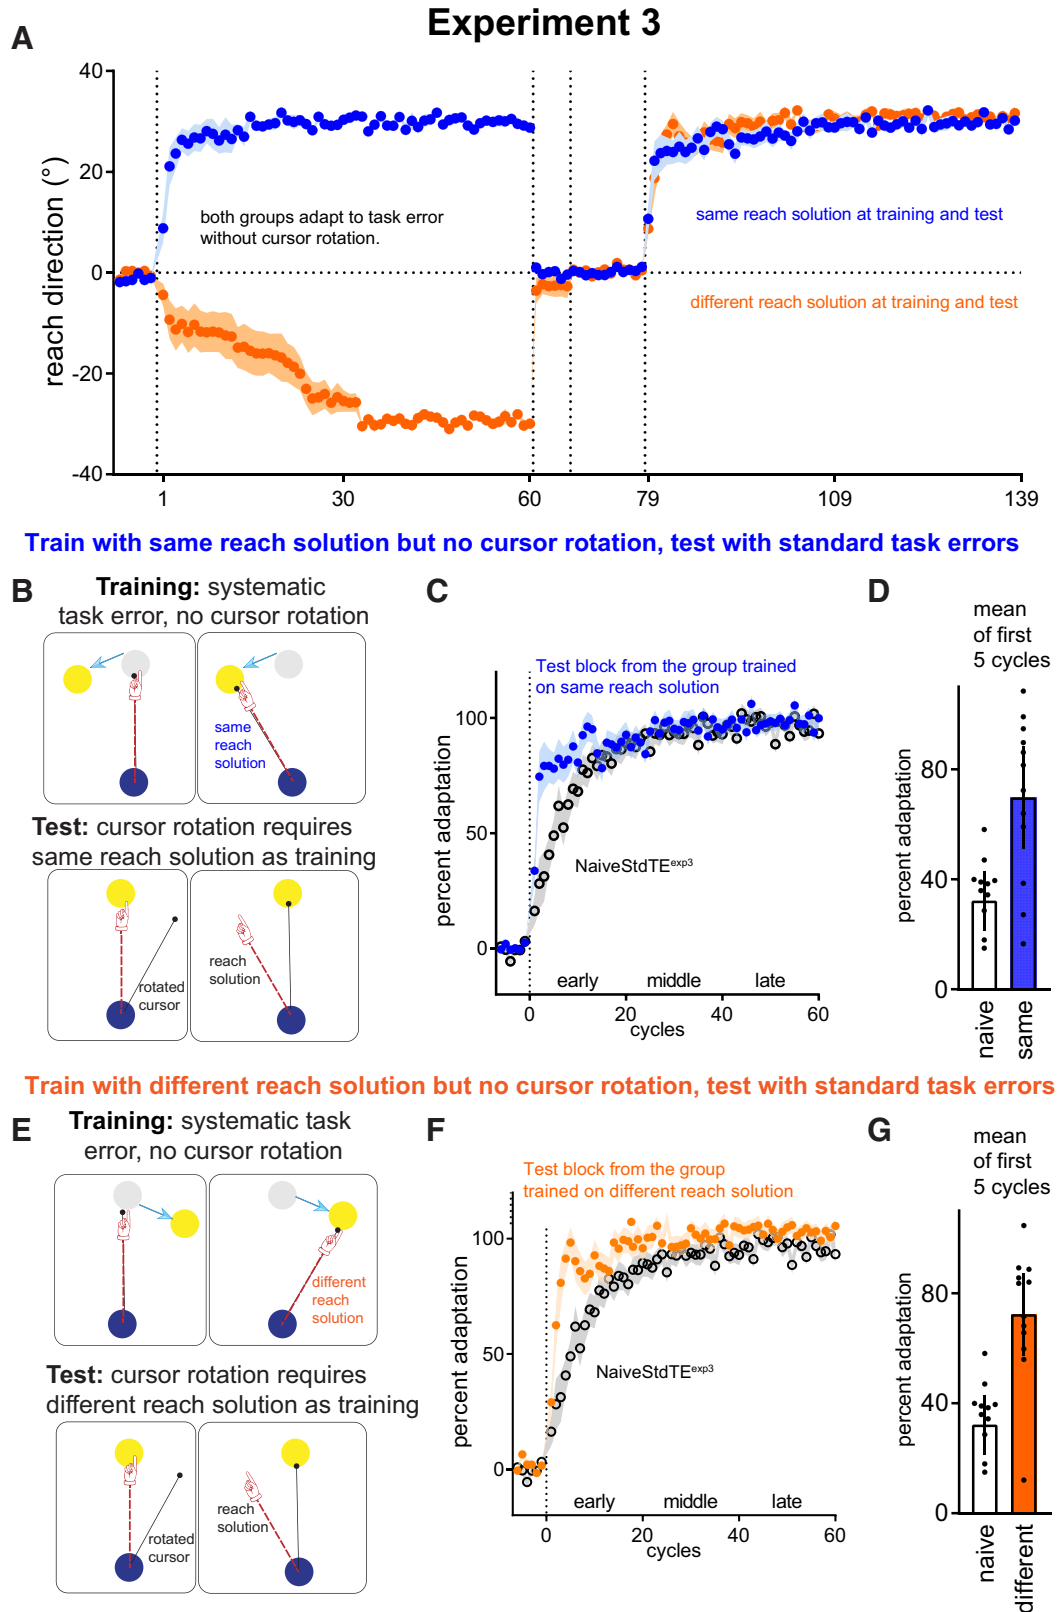 Experiment 3
A
40
20
0
-20
-40
reach direction (°)
both groups adapt to task error
without cursor rotation.
same reach solution at training and test
different reach solution at training and test
1
30
60
79
109
139
Train with same reach solution but no cursor rotation, test with standard task errors
B
Training: systematic
task error, no cursor rotation
same
reach
solution
Test: cursor rotation requires
same reach solution as training
rotated
cursor
reach
solution
C
Test block from the group trained
on same reach solution
100
50
0
percent adaptation
NaiveStdTEexp3
early
middle
late
0
20
40
60
cycles
D
mean
of first
5 cycles
80
40
0
percent adaptation
naive
same
Train with different reach solution but no cursor rotation, test with standard task errors
E
Training: systematic task
error, no cursor rotation
different
reach
solution
Test: cursor rotation requires
different reach solution as training
rotated
cursor
reach
solution
F
Test block from the group
trained on different reach solution
100
50
0
percent adaptation
NaiveStdTEexp3
early
middle
late
0
20
40
60
cycles
G
mean
of first
5 cycles
80
40
0
percent adaptation
naive
different